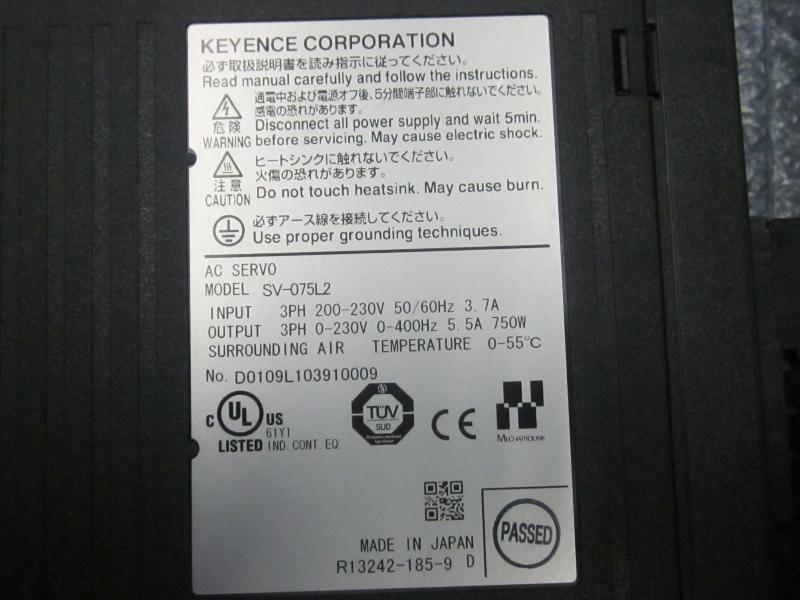 KEYENCE CORPORATION
必ず取扱説明書を読み指示に従ってください。
Read manual carefully and follow the instructions.
危険
WARNING
通電中および電源オフ後、5分間端子部に触れないでください。
感電の恐れがあります。
Disconnect all power supply and wait 5min.
before servicing. May cause electric shock.
注意
CAUTION
ヒートシンクに触れないでください。
火傷の恐れがあります。
Do not touch heatsink. May cause burn.
必ずアース線を接続してください。
Use proper grounding techniques.
AC SERVO
MODEL SV-075L2
INPUT 3PH 200-230V 50/60Hz 3.7A
OUTPUT 3PH 0-230V 0-400Hz 5.5A 750W
SURROUNDING AIR TEMPERATURE 0-55℃
No. D0109L103910009
C UL US
61Y1
LISTED IND. CONT. EQ.
TÜV
SÜD
CE
MECHATROLINK
PASSED
MADE IN JAPAN
R13242-185-9 D